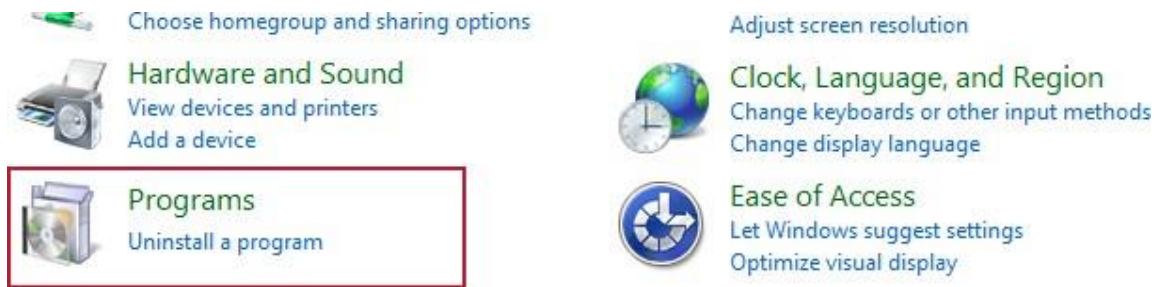 Choose homegroup and sharing options
Hardware and Sound
View devices and printers
Add a device
Programs
Uninstall a program
Adjust screen resolution
Clock, Language, and Region
Change keyboards or other input methods
Change display language
Ease of Access
Let Windows suggest settings
Optimize visual display